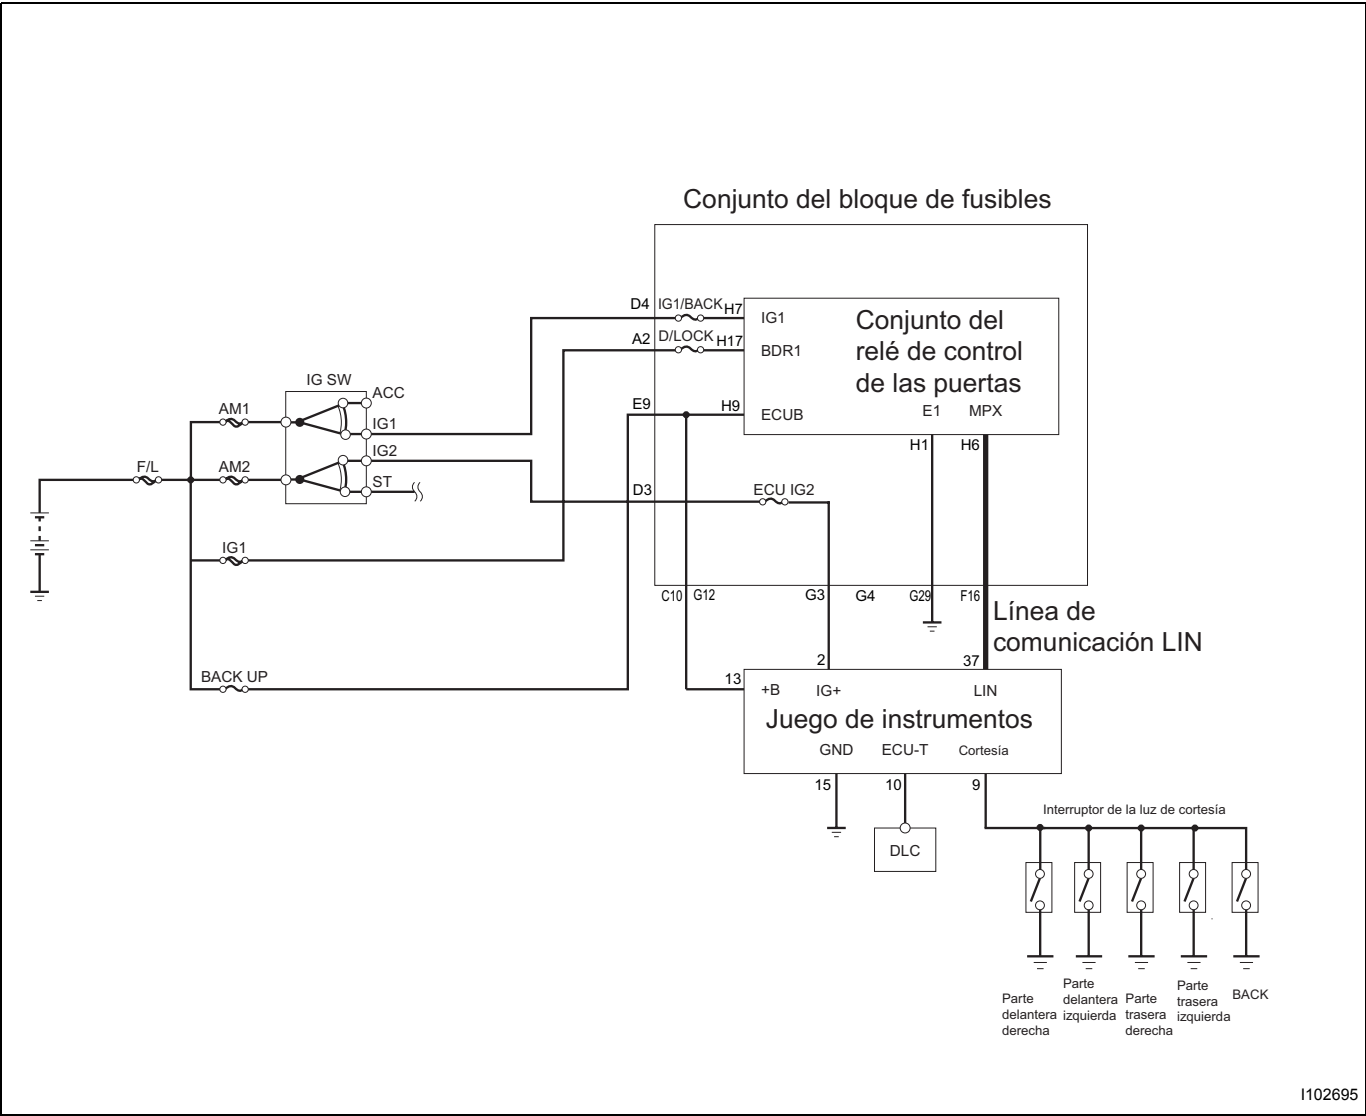 Conjunto del bloque de fusibles
D4
IG1/BACK
H7
IG1
Conjunto del
relé de control
de las puertas
A2
D/LOCK
H17
BDR1
IG SW
ACC
AM1
IG1
E9
H9
ECUB
E1
MPX
H1
H6
IG2
F/L
AM2
ST
D3
ECU IG2
IG1
C10
G12
G3
G4
G29
F16
Línea de
comunicación LIN
BACK UP
13
2
37
+B
IG+
LIN
Juego de instrumentos
GND
ECU-T
Cortesía
15
10
9
DLC
Interruptor de la luz de cortesía
Parte
delantera
derecha
Parte
delantera
izquierda
Parte
trasera
derecha
Parte
trasera
izquierda
BACK
I102695